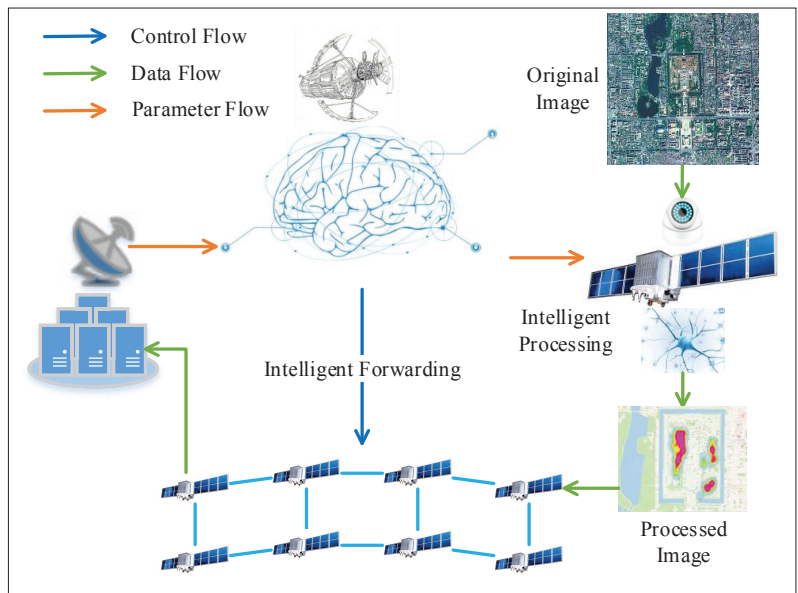 Control Flow
Data Flow
Parameter Flow
Original
Image
Intelligent
Processing
Intelligent Forwarding
Processed
Image